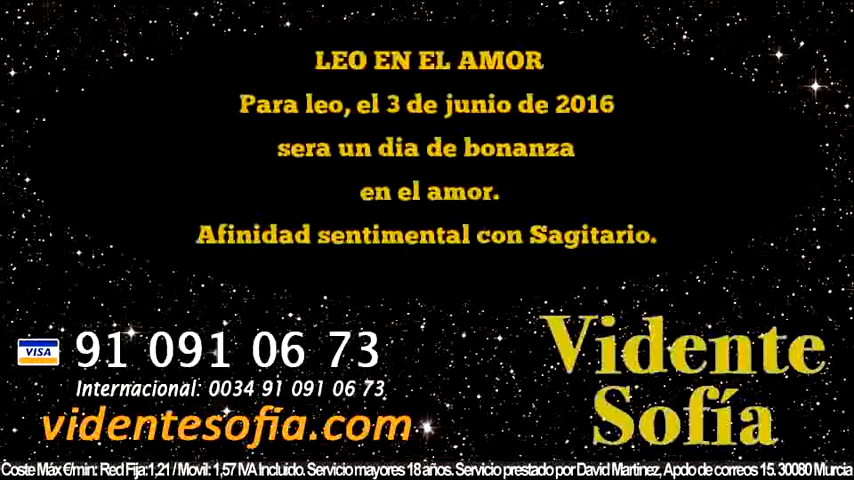 LEO EN EL AMOR
Para leo, el 3 de junio de 2016
sera un dia de bonanza
en el amor.
Afinidad sentimental con Sagitario.
VISA 91 091 06 73
Internacional: 0034 91 091 06 73
videntesofia.com
Vidente
Sofía
Coste Máx €/min: Red Fija:1,21 / Movil: 1,57 IVA Incluido. Servicio mayores 18 años. Servicio prestado por David Martinez, Apdo de correos 15. 30080 Murcia